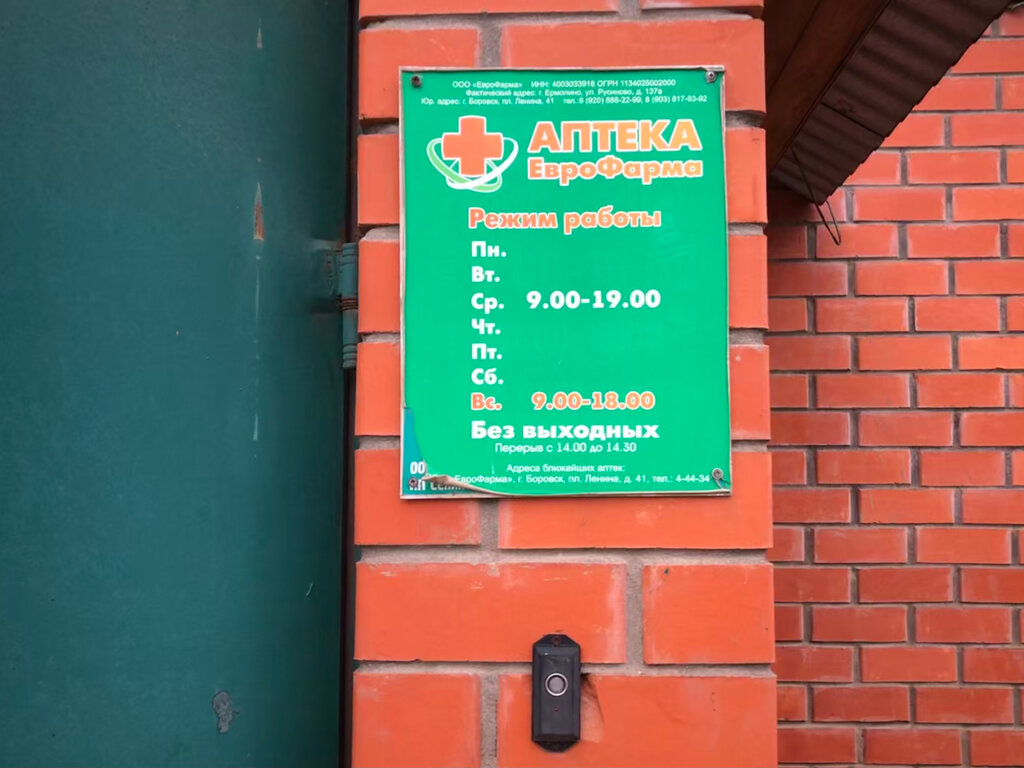 ООО «ЕвроФарма» ИНН: 4003033918 ОГРН 1134025002000
Фактический адрес: г. Ермолино, ул. Русиново, д. 137а
Юр. адрес: г. Боровск, пл. Ленина, 41 тел.:8 (920) 888-22-99, 8 (903) 817-93-92
АПТЕКА
ЕвроФарма
Режим работы
Пн.
Вт.
Ср. 9.00-19.00
Чт.
Пт.
Сб.
Вс. 9.00-18.00
Без выходных
Перерыв с 14.00 до 14.30
Адреса ближайших аптек:
ЕвроФарма», г. Боровск, пл. Ленина, д. 41, тел.: 4-44-34
ОО